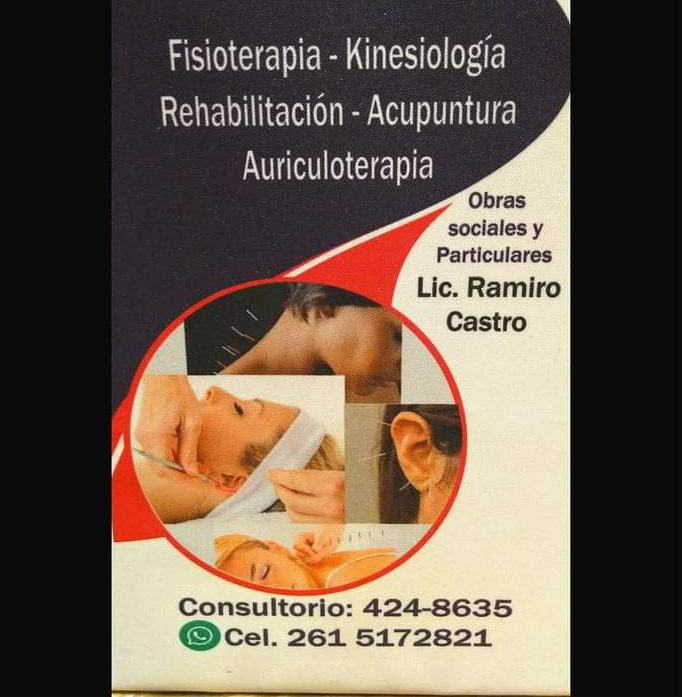 Fisioterapia - Kinesiología
Rehabilitación - Acupuntura
Auriculoterapia
Obras
sociales y
Particulares
Lic. Ramiro
Castro
Consultorio: 424-8635
Cel. 261 5172821